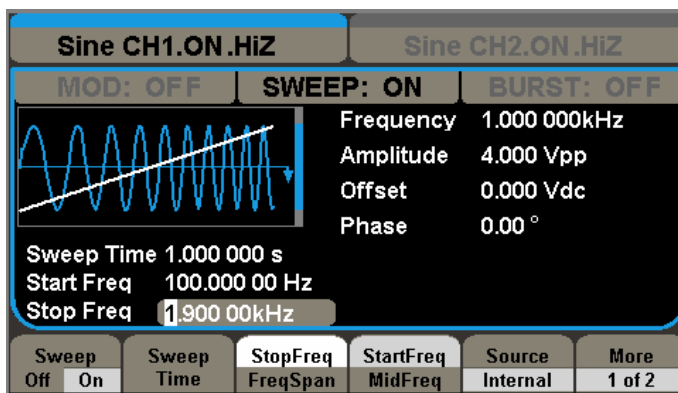 Sine CH1.ON.HiZ
Sine CH2.ON.HiZ
MOD: OFF
SWEEP: ON
BURST: OFF
Frequency 1.000 000kHz
Amplitude 4.000 Vpp
Offset 0.000 Vdc
Phase 0.00 °
Sweep Time 1.000 000 s
Start Freq 100.000 00 Hz
Stop Freq 1.900 00kHz
Sweep
Off On
Sweep
Time
StopFreq
FreqSpan
StartFreq
MidFreq
Source
Internal
More
1 of 2